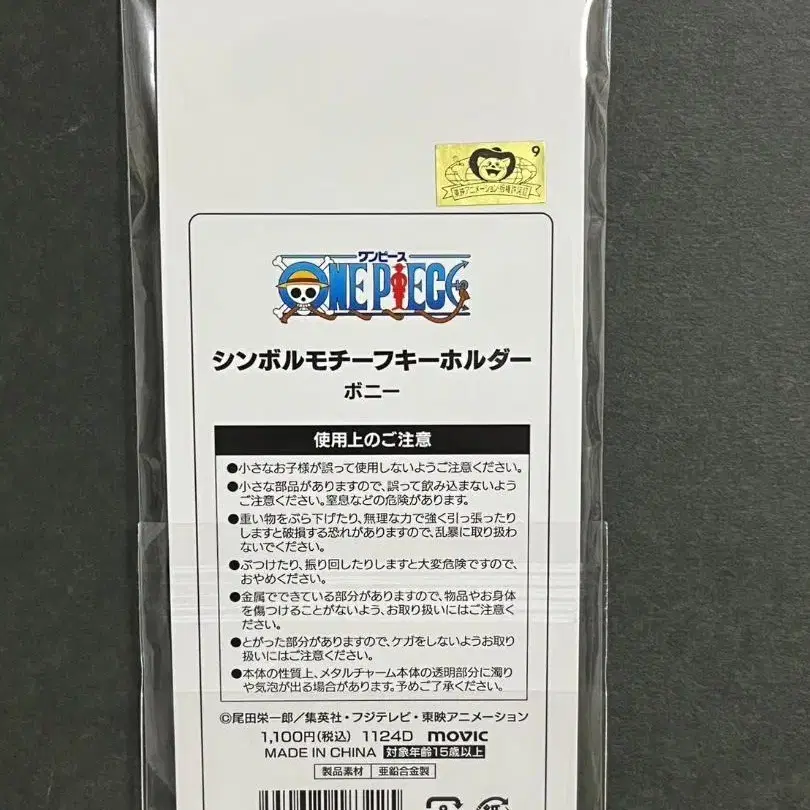 9
東映アニメーション
ワンピース
ONE PIECE
シンボルモチーフキーホルダー
ボニー
使用上のご注意
●小さなお子様が誤って使用しないようご注意ください。
●小さな部品がありますので、誤って飲み込まないよう
ご注意ください。窒息などの危険があります。
●重い物をぶら下げたり、無理な力で強く引っ張ったり
しますと破損する恐れがありますので、乱暴に取り扱わ
ないでください。
●ぶつけたり、振り回したりしますと大変危険ですので、
おやめください。
●金属でできている部分がありますので、物品やお身体
を傷つけることがないよう、お取り扱いにはご注意く
ださい。
●とがった部分がありますので、ケガをしないようお取り
扱いにはご注意ください。
●本体の性質上、メタルチャーム本体の透明部分に濁り
や気泡が出る場合があります。予めご了承ください。
©尾田栄一郎／集英社・フジテレビ・東映アニメーション
1,100円(税込) 1124D movic
MADE IN CHINA 対象年齢15歳以上
製品素材 亜鉛合金製